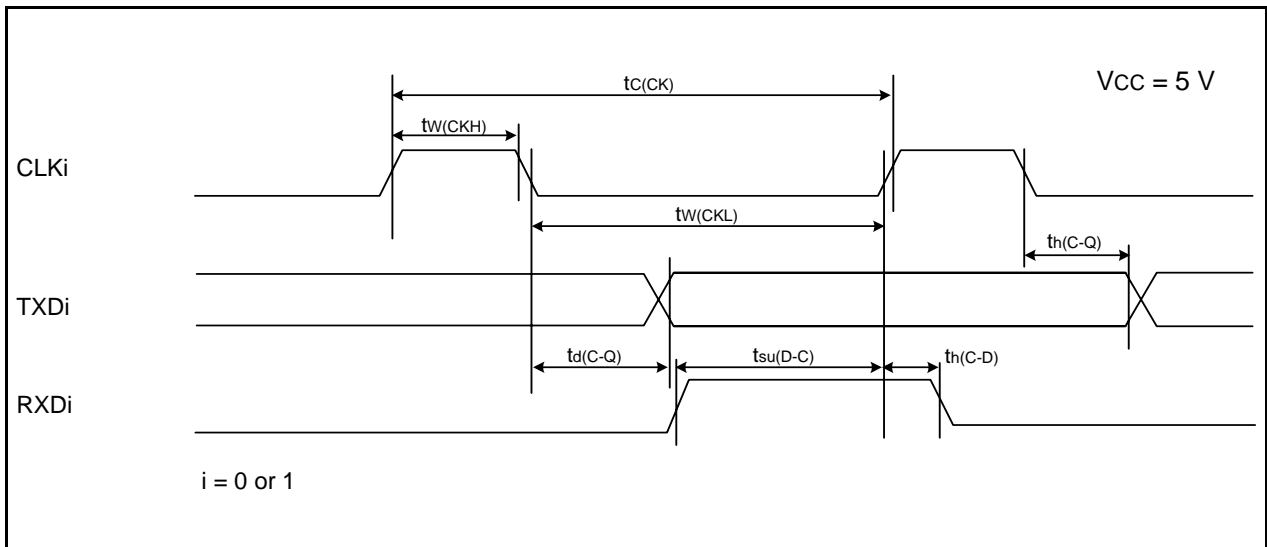 tC(CK)
VCC = 5 V
tW(CKH)
CLKi
tW(CKL)
th(C-Q)
TXDi
td(C-Q)
tsu(D-C)
th(C-D)
RXDi
i = 0 or 1